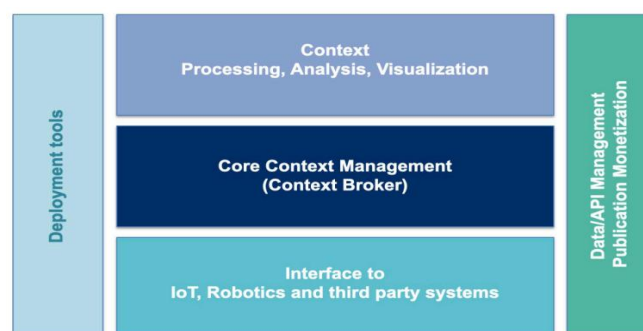 Deployment tools
Context
Processing, Analysis, Visualization
Core Context Management
(Context Broker)
Interface to
IoT, Robotics and third party systems
Data/API Management
Publication Monetization